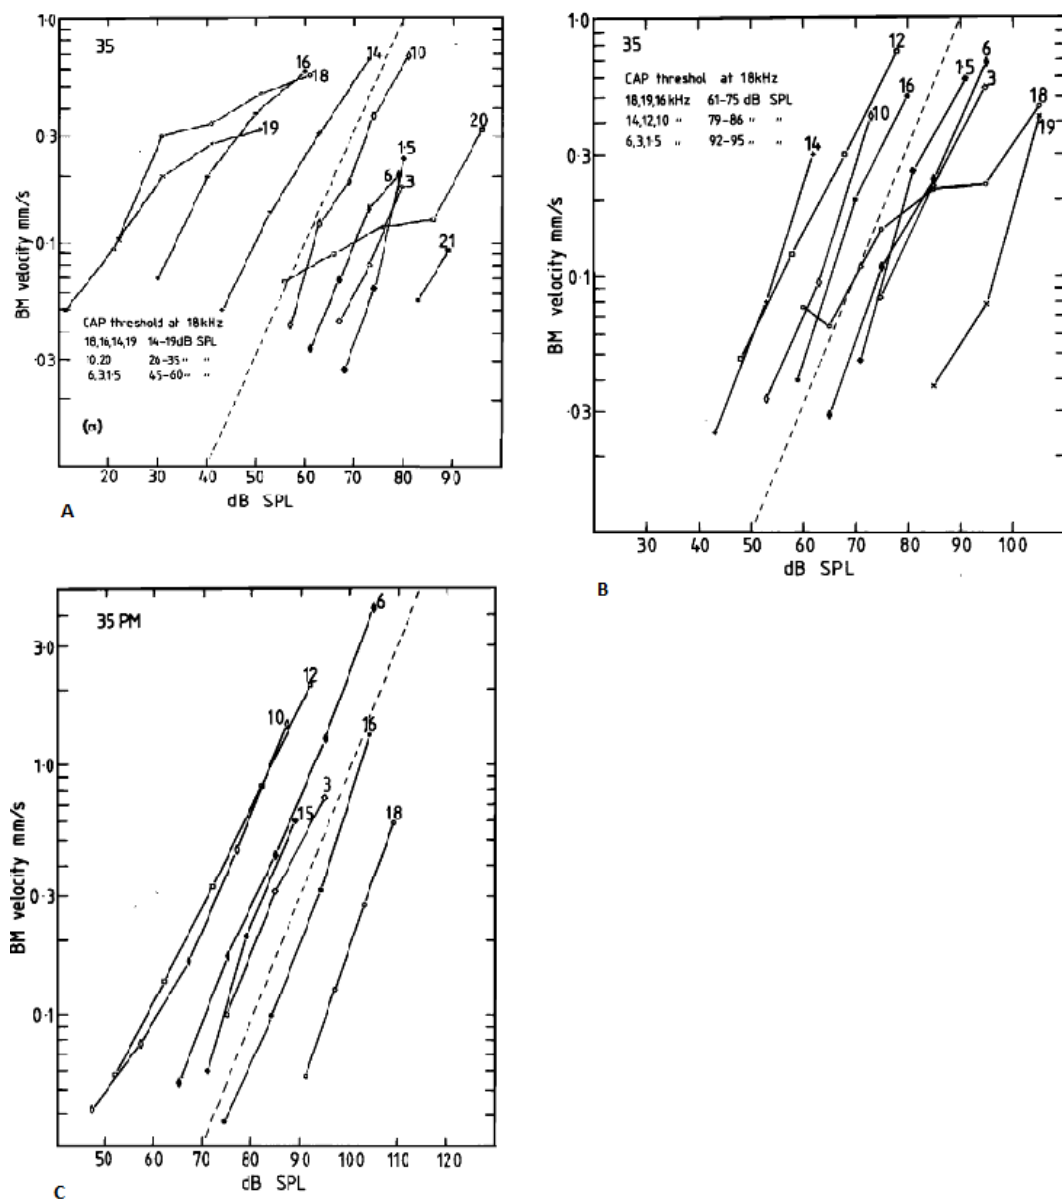 35
1·0
0·3
0·1
·03
BM velocity mm/s
16
18
19
14
10
20
1·5
6
3
21
CAP threshold at 18kHz
18,16,14,19 14-19dB SPL
10,20 26-35 " "
6,3,1·5 45-60 " "
20 30 40 50 60 70 80 90
dB SPL
A
35
1·0
0·3
0·1
·03
BM velocity mm/s
CAP threshol at 18kHz
18,19,16 kHz 61-75 dB SPL
14,12,10 " 79-86 " "
6,3,1·5 " 92-95 " "
12
16
10
14
1·5
6
3
18
19
30 40 50 60 70 80 90 100
dB SPL
B
35 PM
3·0
1·0
0·3
0·1
BM velocity mm/s
6
12
10
16
3
15
18
50 60 70 80 90 100 110 120
dB SPL
C